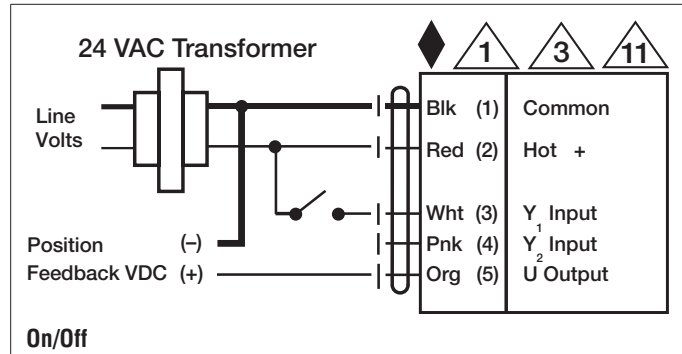 24 VAC Transformer
1 3 11
Line
Volts
Blk (1) Common
Red (2) Hot +
Wht (3) Y1 Input
Pnk (4) Y2 Input
Org (5) U Output
Position (–)
Feedback VDC (+)
On/Off